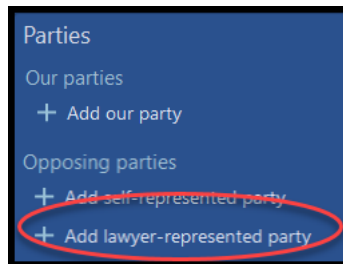 Parties
Our parties
+ Add our party
Opposing parties
+ Add self-represented party
+ Add lawyer-represented party